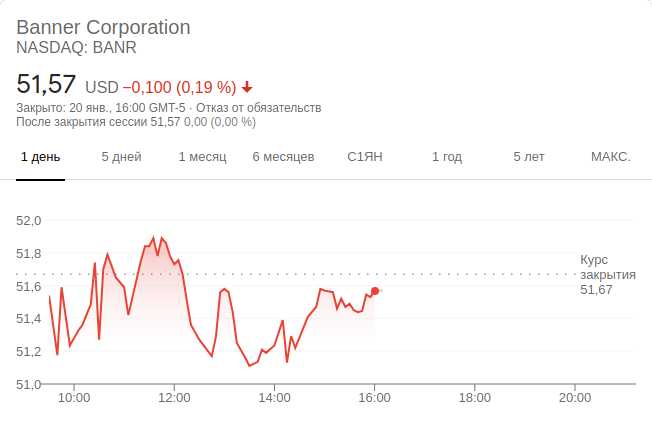 Banner Corporation
NASDAQ: BANR
51,57 USD −0,100 (0,19 %)
Закрыто: 20 янв., 16:00 GMT-5 · Отказ от обязательств
После закрытия сессии 51,57 0,00 (0,00 %)
1 день 5 дней 1 месяц 6 месяцев С1ЯН 1 год 5 лет МАКС.
52,0
51,8
Курс
закрытия
51,67
51,6
51,4
51,2
51,0
10:00 12:00 14:00 16:00 18:00 20:00